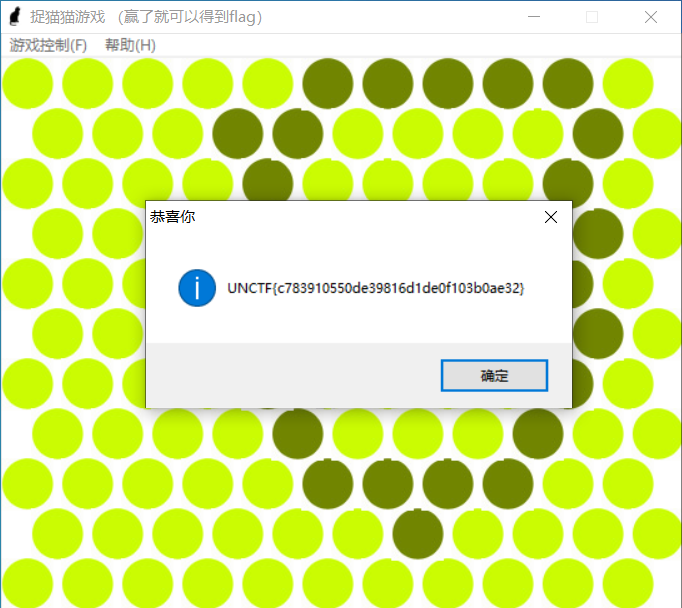 捉猫猫游戏 （赢了就可以得到flag）
游戏控制(F) 帮助(H)
恭喜你
UNCTF{c783910550de39816d1de0f103b0ae32}
确定